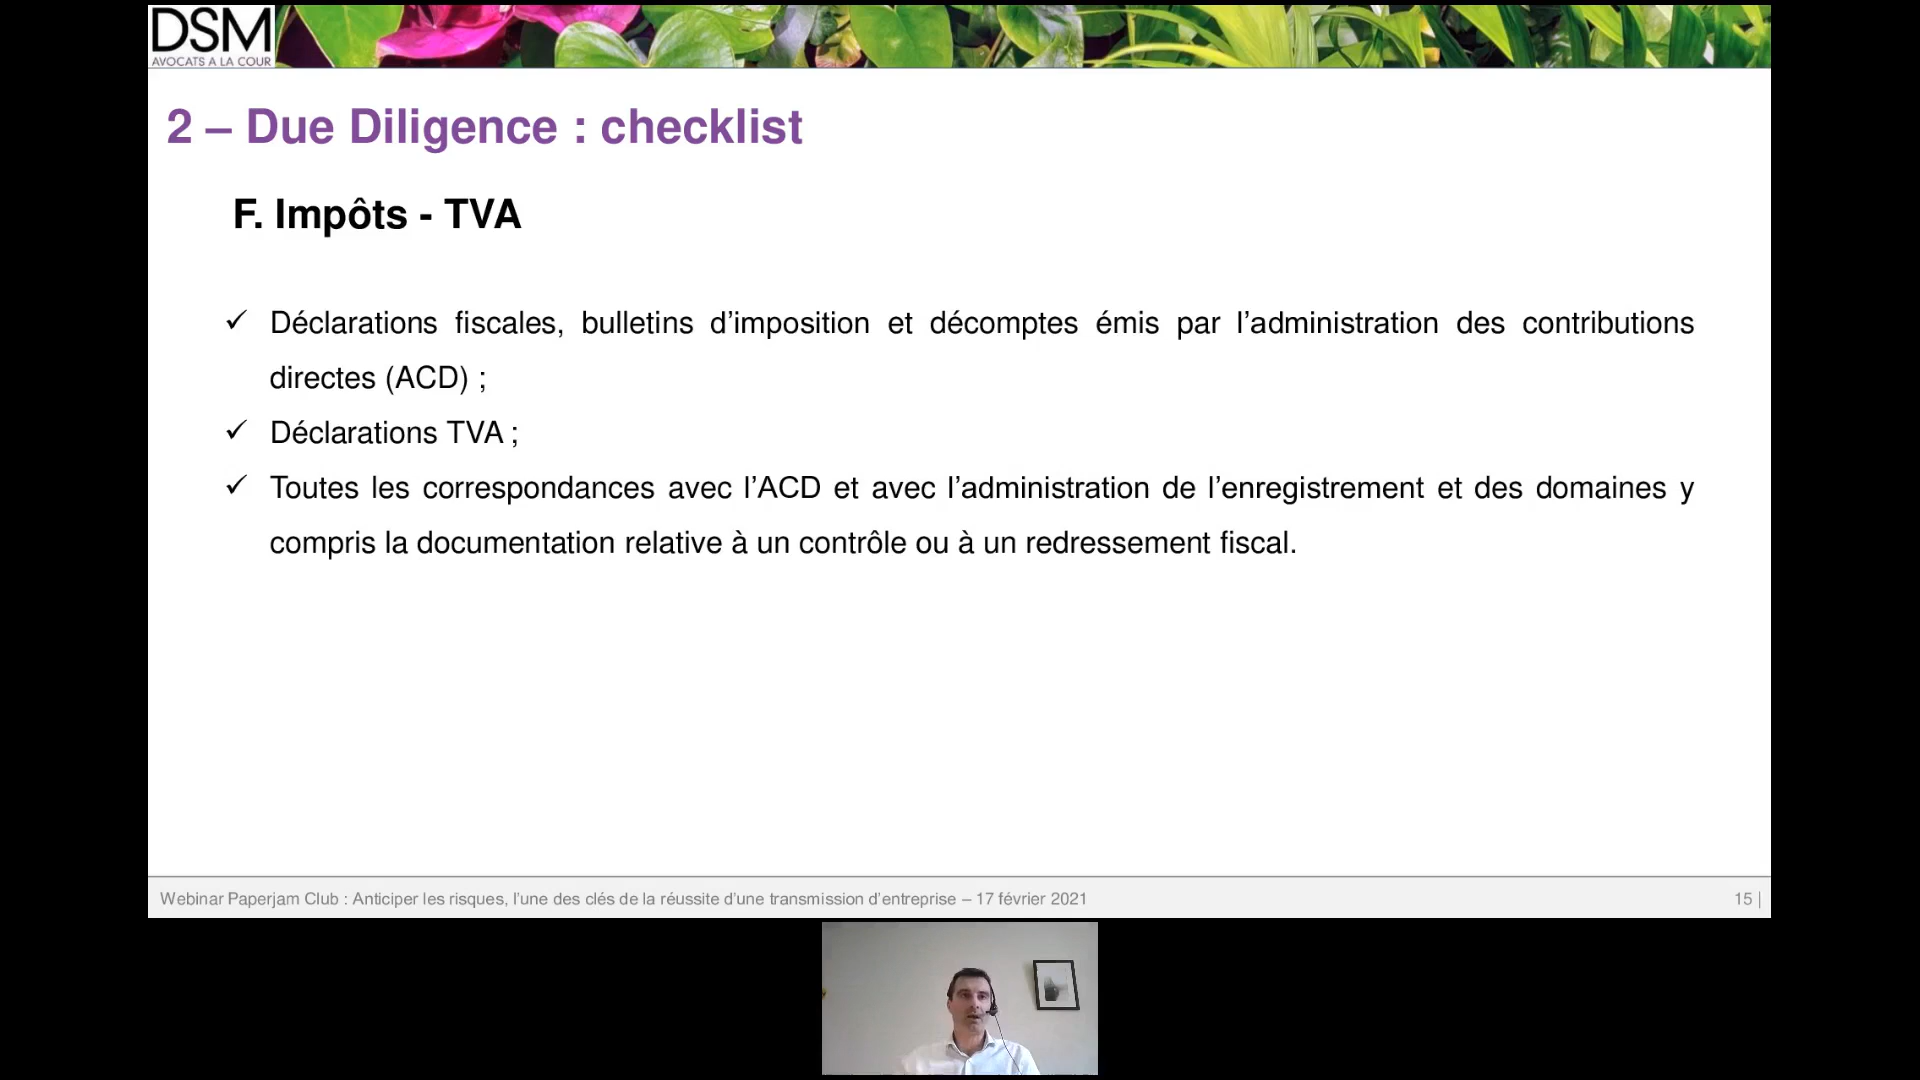 DSM
AVOCATS A LA COUR
2 – Due Diligence : checklist
F. Impôts - TVA
✓ Déclarations fiscales, bulletins d’imposition et décomptes émis par l’administration des contributions
directes (ACD) ;
✓ Déclarations TVA ;
✓ Toutes les correspondances avec l’ACD et avec l’administration de l’enregistrement et des domaines y
compris la documentation relative à un contrôle ou à un redressement fiscal.
Webinar Paperjam Club : Anticiper les risques, l’une des clés de la réussite d’une transmission d’entreprise – 17 février 2021
15 |